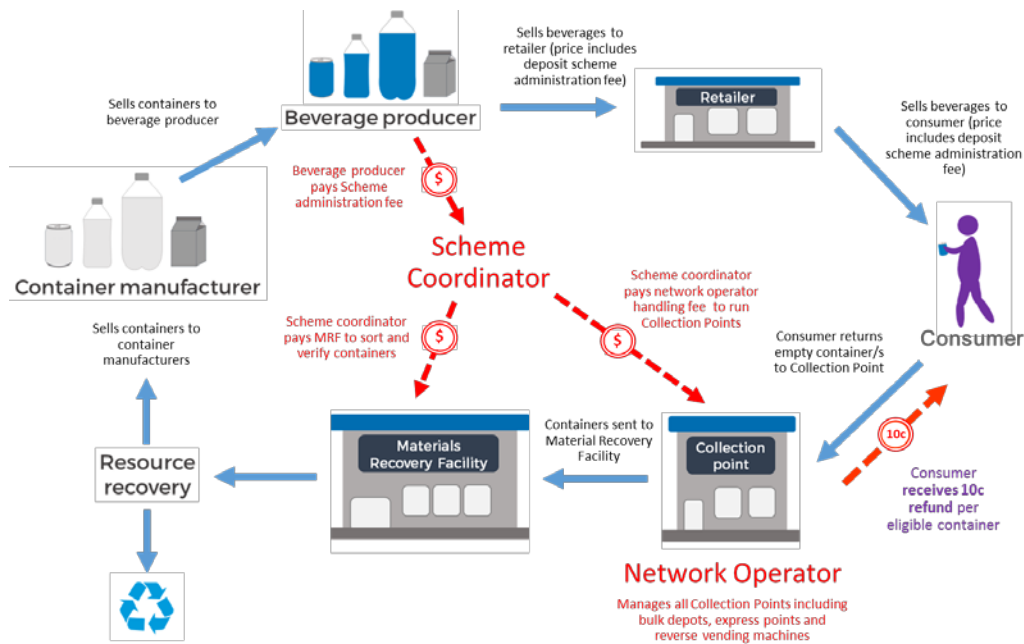 Sells beverages to
retailer (price includes
deposit scheme
administration fee)
Sells containers to
beverage producer
Beverage producer
Retailer
Sells beverages to
consumer (price
includes deposit
scheme administration
fee)
Beverage producer
pays Scheme
administration fee
$
Container manufacturer
Scheme
Coordinator
Scheme coordinator
pays network operator
handling fee to run
Collection Points
$
Consumer
Sells containers to
container
manufacturers
Scheme coordinator
pays MRF to sort and
verify containers
$
Consumer returns
empty container/s
to Collection Point
10c
Consumer
receives 10c
refund per
eligible container
Containers sent to
Material Recovery
Facility
Materials
Recovery Facility
Collection
point
Resource
recovery
Network Operator
Manages all Collection Points including
bulk depots, express points and
reverse vending machines